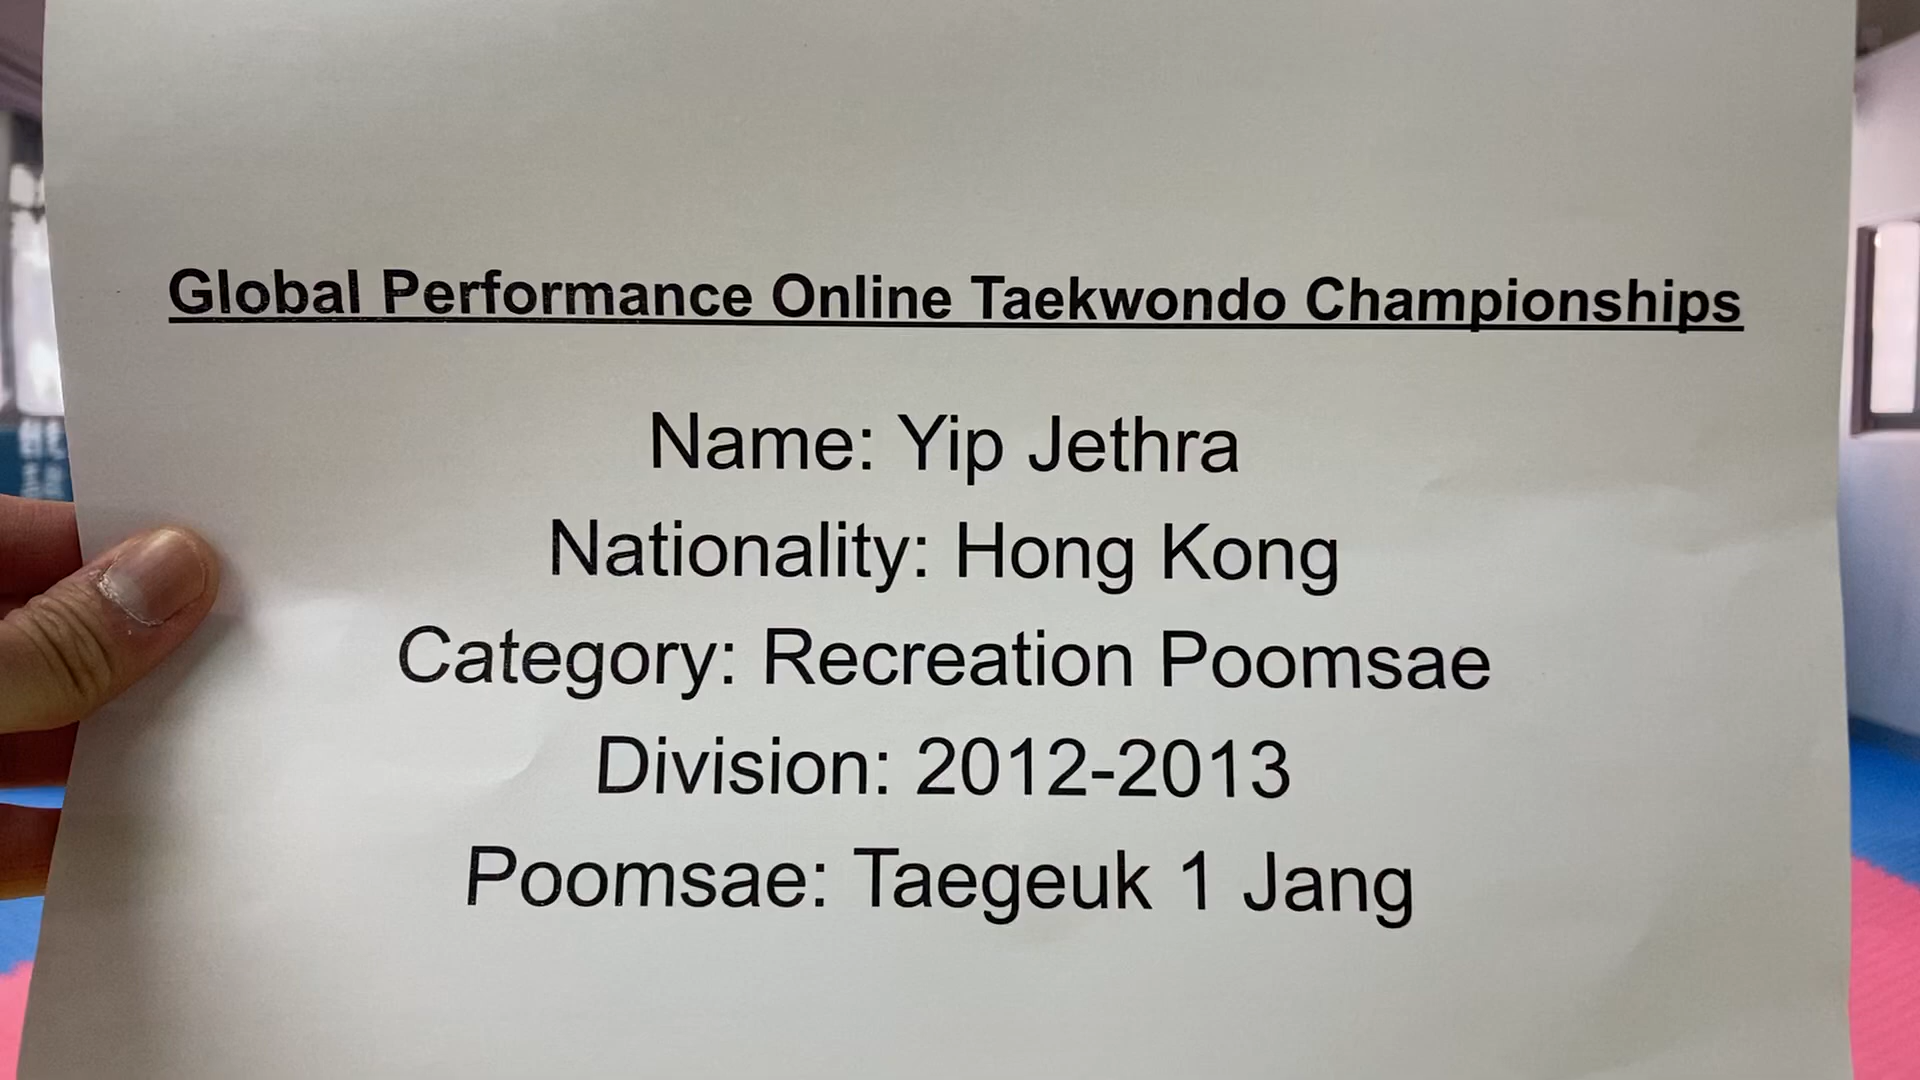 Global Performance Online Taekwondo Championships
Name: Yip Jethra
Nationality: Hong Kong
Category: Recreation Poomsae
Division: 2012-2013
Poomsae: Taegeuk 1 Jang